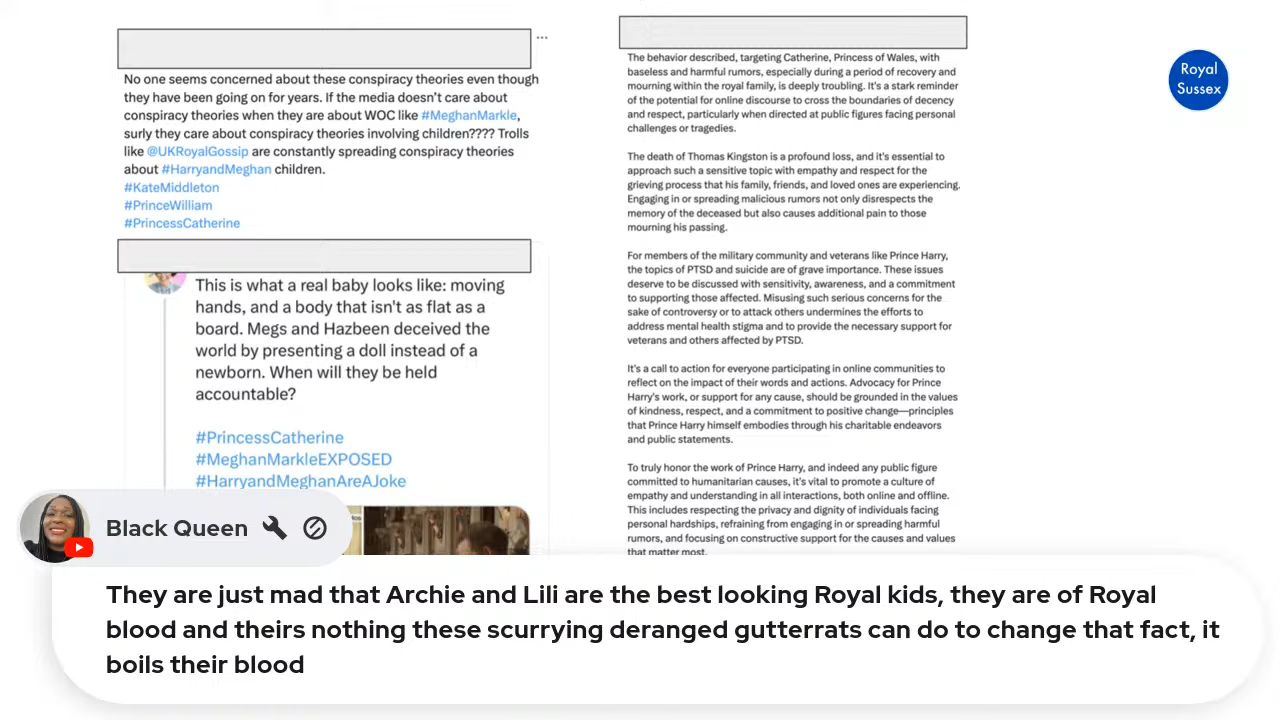 No one seems concerned about these conspiracy theories even though
they have been going on for years. If the media doesn't care about
conspiracy theories when they are about WOC like #MeghanMarkle,
surly they care about conspiracy theories involving children???? Trolls
like @UKRoyalGossip are constantly spreading conspiracy theories
about #HarryandMeghan children.
#KateMiddleton
#PrinceWilliam
#PrincessCatherine
This is what a real baby looks like: moving
hands, and a body that isn't as flat as a
board. Megs and Hazbeen deceived the
world by presenting a doll instead of a
newborn. When will they be held
accountable?
#PrincessCatherine
#MeghanMarkleEXPOSED
#HarryandMeghanAreAJoke
The behavior described, targeting Catherine, Princess of Wales, with
baseless and harmful rumors, especially during a period of recovery and
mourning within the royal family, is deeply troubling. It's a stark reminder
of the potential for online discourse to cross the boundaries of decency
and respect, particularly when directed at public figures facing personal
challenges or tragedies.
The death of Thomas Kingston is a profound loss, and it's essential to
approach such a sensitive topic with empathy and respect for the
grieving process that his family, friends, and loved ones are experiencing.
Engaging in or spreading malicious rumors not only disrespects the
memory of the deceased but also causes additional pain to those
mourning his passing.
For members of the military community and veterans like Prince Harry,
the topics of PTSD and suicide are of grave importance. These issues
deserve to be discussed with sensitivity, awareness, and a commitment
to supporting those affected. Misusing such serious concerns for the
sake of controversy or to attack others undermines the efforts to
address mental health stigma and to provide the necessary support for
veterans and others affected by PTSD.
It's a call to action for everyone participating in online communities to
reflect on the impact of their words and actions. Advocacy for Prince
Harry's work, or support for any cause, should be grounded in the values
of kindness, respect, and a commitment to positive change—principles
that Prince Harry himself embodies through his charitable endeavors
and public statements.
To truly honor the work of Prince Harry, and indeed any public figure
committed to humanitarian causes, it's vital to promote a culture of
empathy and understanding in all interactions, both online and offline.
This includes respecting the privacy and dignity of individuals facing
personal hardships, refraining from engaging in or spreading harmful
rumors, and focusing on constructive support for the causes and values
that matter most.
Royal
Sussex
Black Queen
They are just mad that Archie and Lili are the best looking Royal kids, they are of Royal
blood and theirs nothing these scurrying deranged gutterrats can do to change that fact, it
boils their blood